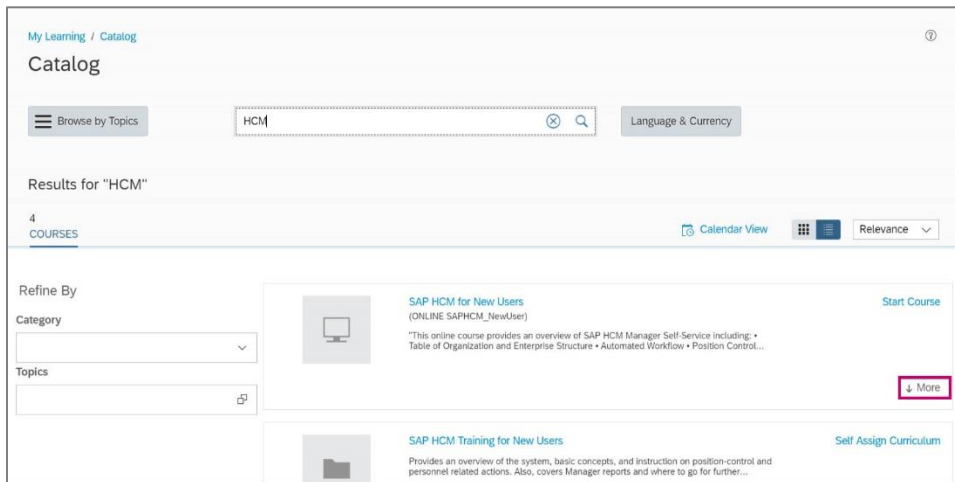 My Learning / Catalog
Catalog
Browse by Topics
HCM
Language & Currency
Results for "HCM"
4
COURSES
Calendar View
Relevance
Refine By
Category
Topics
SAP HCM for New Users
Start Course
(ONLINE SAPHCM_NewUser)
"This online course provides an overview of SAP HCM Manager Self-Service including: •
Table of Organization and Enterprise Structure • Automated Workflow • Position Control...
↓ More
SAP HCM Training for New Users
Self Assign Curriculum
Provides an overview of the system, basic concepts, and instruction on position-control and
personnel related actions. Also, covers Manager reports and where to go for further...